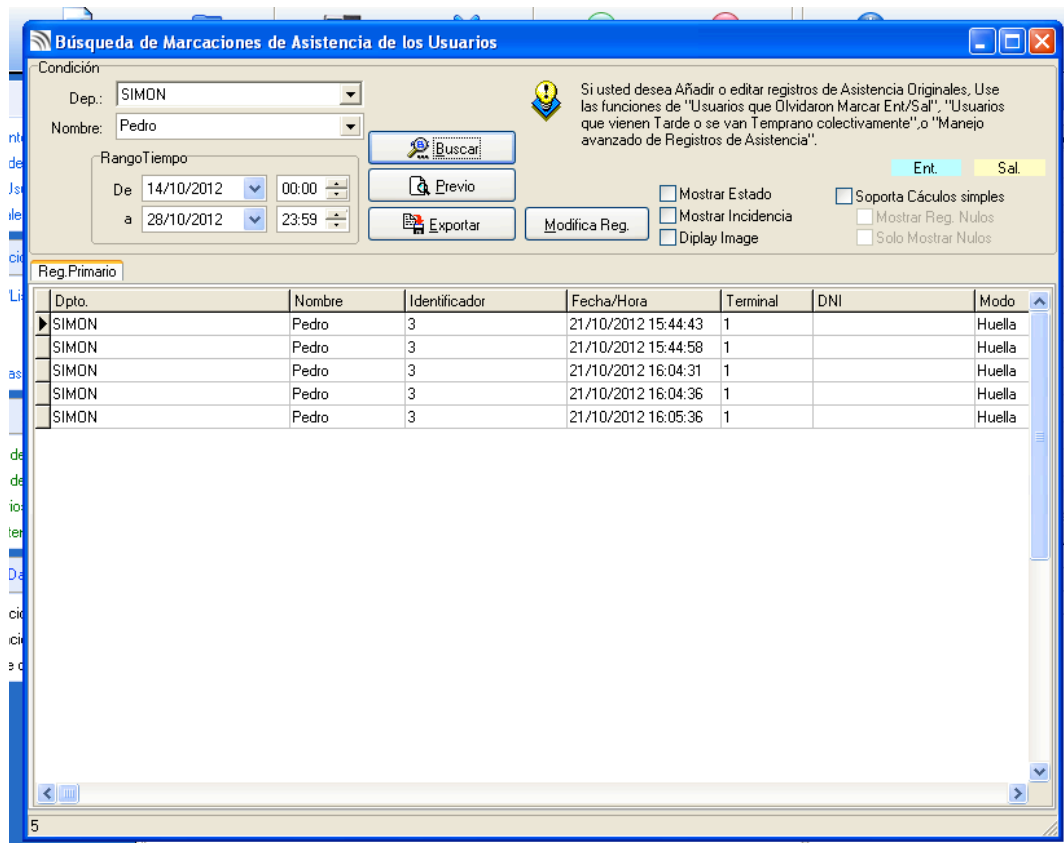 Búsqueda de Marcaciones de Asistencia de los Usuarios
Condición
Dep.: SIMON
Nombre: Pedro
RangoTiempo
De 14/10/2012 00:00
a 28/10/2012 23:59
Buscar
Previo
Exportar
Modifica Reg.
Si usted desea Añadir o editar registros de Asistencia Originales, Use
las funciones de "Usuarios que Olvidaron Marcar Ent/Sal", "Usuarios
que vienen Tarde o se van Temprano colectivamente",o "Manejo
avanzado de Registros de Asistencia".
Ent. Sal.
Mostrar Estado
Mostrar Incidencia
Diplay Image
Soporta Cáculos simples
Mostrar Reg. Nulos
Solo Mostrar Nulos
Reg.Primario
Dpto. Nombre Identificador Fecha/Hora Terminal DNI Modo
SIMON Pedro 3 21/10/2012 15:44:43 1 Huella
SIMON Pedro 3 21/10/2012 15:44:58 1 Huella
SIMON Pedro 3 21/10/2012 16:04:31 1 Huella
SIMON Pedro 3 21/10/2012 16:04:36 1 Huella
SIMON Pedro 3 21/10/2012 16:05:36 1 Huella
5